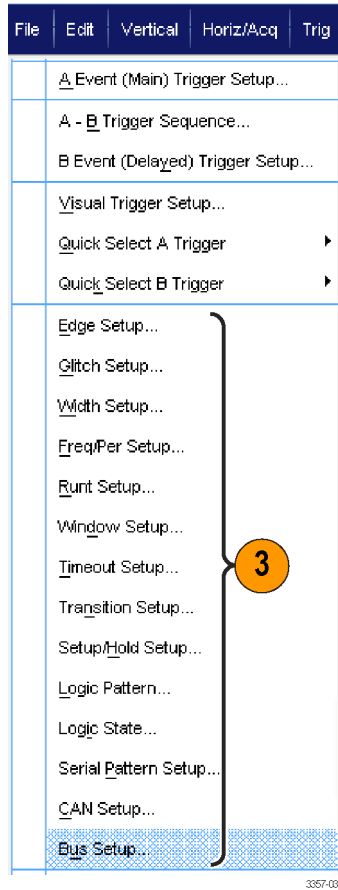 File Edit Vertical Horiz/Acq Trig
A Event (Main) Trigger Setup...
A - B Trigger Sequence...
B Event (Delayed) Trigger Setup...
Visual Trigger Setup...
Quick Select A Trigger
Quick Select B Trigger
Edge Setup...
Glitch Setup...
Width Setup...
Freq/Per Setup...
Runt Setup...
Window Setup...
Timeout Setup...
3
Transition Setup...
Setup/Hold Setup...
Logic Pattern...
Logic State...
Serial Pattern Setup...
CAN Setup...
Bus Setup...
3357-03